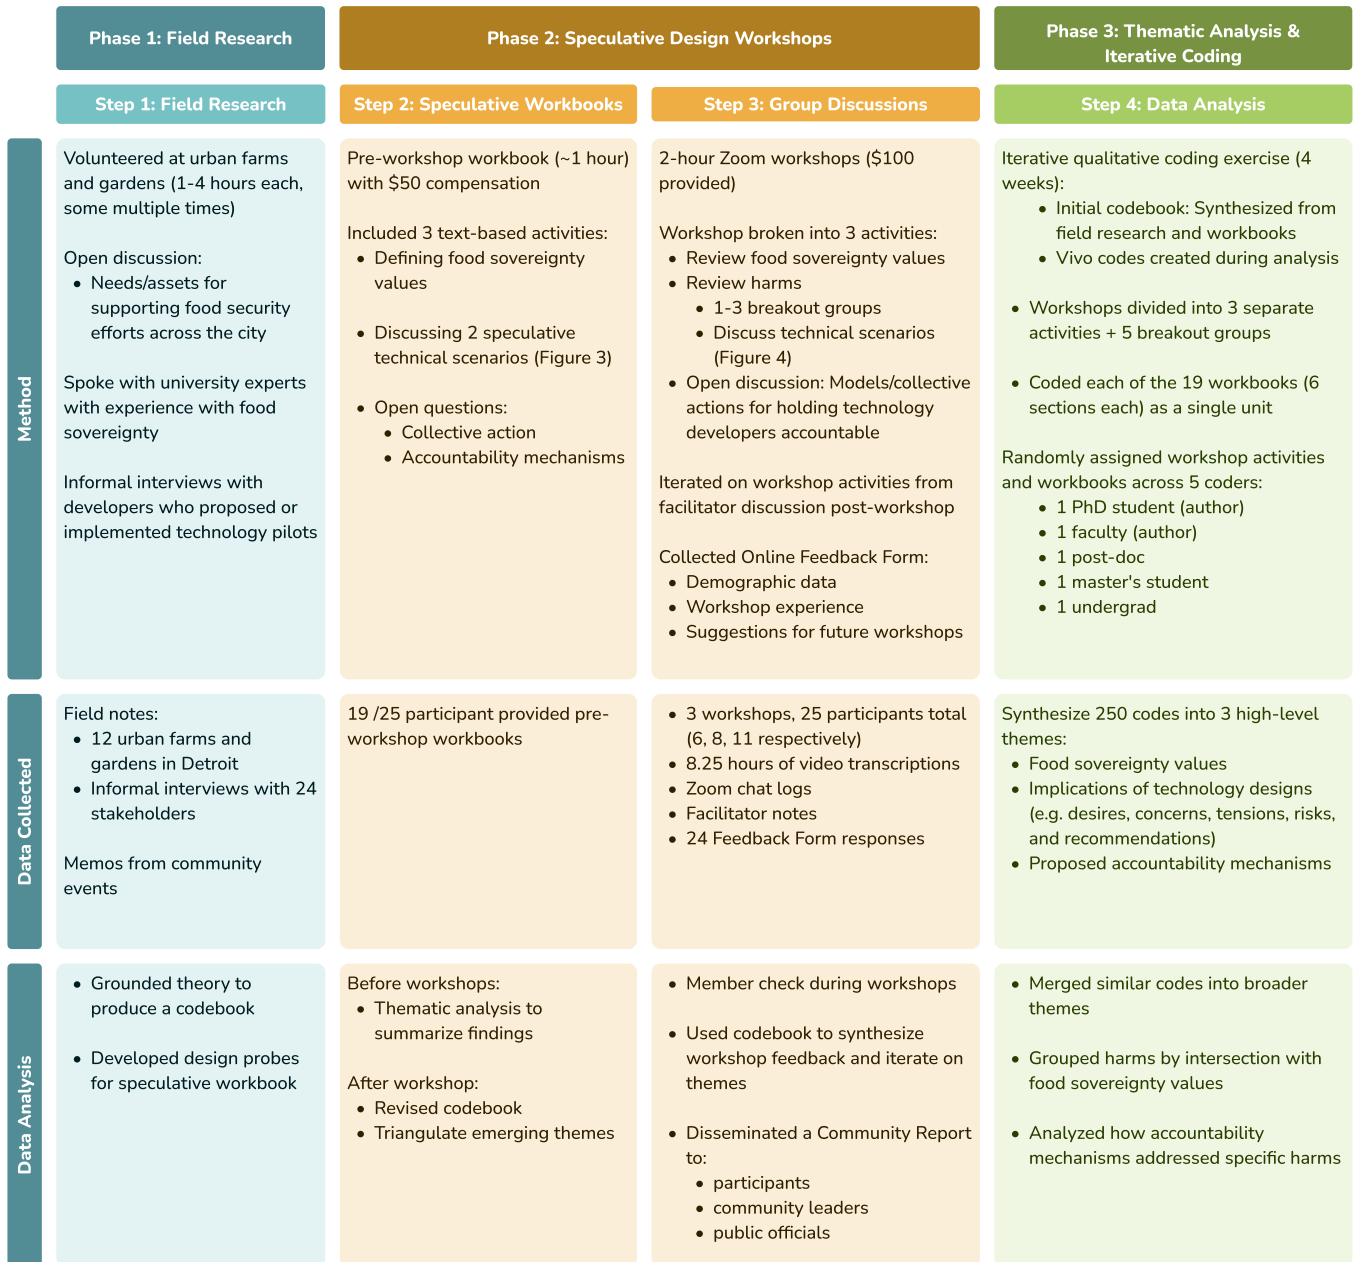 Phase 1: Field Research
Phase 2: Speculative Design Workshops
Phase 3: Thematic Analysis &
Iterative Coding
Step 1: Field Research
Step 2: Speculative Workbooks
Step 3: Group Discussions
Step 4: Data Analysis
Method
Volunteered at urban farms
and gardens (1-4 hours each,
some multiple times)
Open discussion:
• Needs/assets for
supporting food security
efforts across the city
Spoke with university experts
with experience with food
sovereignty
Informal interviews with
developers who proposed or
implemented technology pilots
Pre-workshop workbook (~1 hour)
with $50 compensation
Included 3 text-based activities:
• Defining food sovereignty
values
• Discussing 2 speculative
technical scenarios (Figure 3)
• Open questions:
• Collective action
• Accountability mechanisms
2-hour Zoom workshops ($100
provided)
Workshop broken into 3 activities:
• Review food sovereignty values
• Review harms
• 1-3 breakout groups
• Discuss technical scenarios
(Figure 4)
• Open discussion: Models/collective
actions for holding technology
developers accountable
Iterated on workshop activities from
facilitator discussion post-workshop
Collected Online Feedback Form:
• Demographic data
• Workshop experience
• Suggestions for future workshops
Iterative qualitative coding exercise (4
weeks):
• Initial codebook: Synthesized from
field research and workbooks
• Vivo codes created during analysis
• Workshops divided into 3 separate
activities + 5 breakout groups
• Coded each of the 19 workbooks (6
sections each) as a single unit
Randomly assigned workshop activities
and workbooks across 5 coders:
• 1 PhD student (author)
• 1 faculty (author)
• 1 post-doc
• 1 master's student
• 1 undergrad
Data Collected
Field notes:
• 12 urban farms and
gardens in Detroit
• Informal interviews with 24
stakeholders
Memos from community
events
19 /25 participant provided pre-
workshop workbooks
• 3 workshops, 25 participants total
(6, 8, 11 respectively)
• 8.25 hours of video transcriptions
• Zoom chat logs
• Facilitator notes
• 24 Feedback Form responses
Synthesize 250 codes into 3 high-level
themes:
• Food sovereignty values
• Implications of technology designs
(e.g. desires, concerns, tensions, risks,
and recommendations)
• Proposed accountability mechanisms
Data Analysis
• Grounded theory to
produce a codebook
• Developed design probes
for speculative workbook
Before workshops:
• Thematic analysis to
summarize findings
After workshop:
• Revised codebook
• Triangulate emerging themes
• Member check during workshops
• Used codebook to synthesize
workshop feedback and iterate on
themes
• Disseminated a Community Report
to:
• participants
• community leaders
• public officials
• Merged similar codes into broader
themes
• Grouped harms by intersection with
food sovereignty values
• Analyzed how accountability
mechanisms addressed specific harms